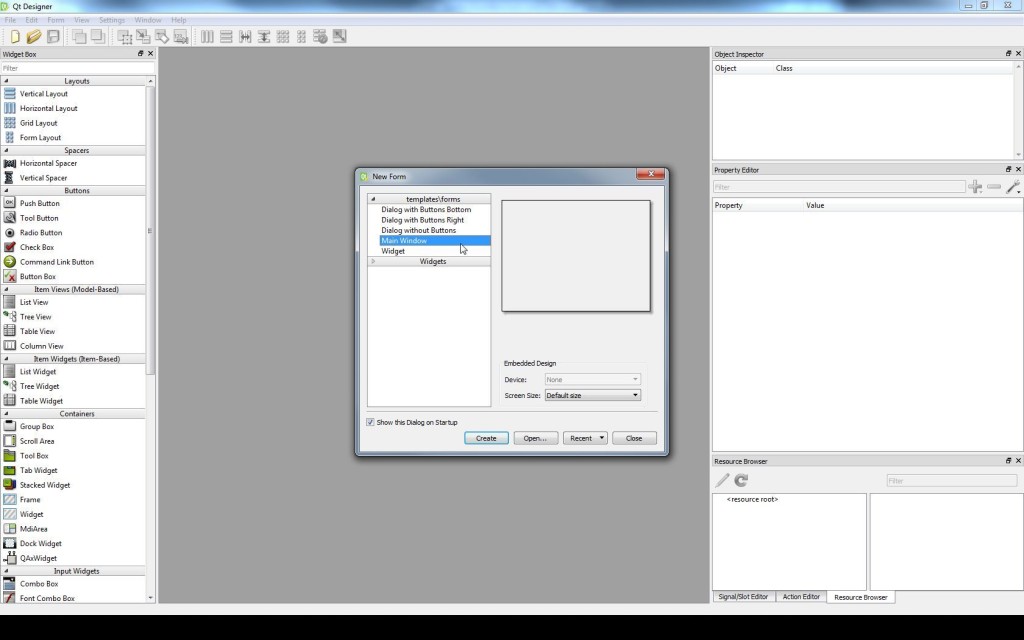 Qt Designer
File Edit Form View Settings Window Help
Widget Box
Filter
Layouts
Vertical Layout
Horizontal Layout
Grid Layout
Form Layout
Spacers
Horizontal Spacer
Vertical Spacer
Buttons
Push Button
Tool Button
Radio Button
Check Box
Command Link Button
Button Box
Item Views (Model-Based)
List View
Tree View
Table View
Column View
Item Widgets (Item-Based)
List Widget
Tree Widget
Table Widget
Containers
Group Box
Scroll Area
Tool Box
Tab Widget
Stacked Widget
Frame
Widget
MdiArea
Dock Widget
QAxWidget
Input Widgets
Combo Box
Font Combo Box
New Form
templates\forms
Dialog with Buttons Bottom
Dialog with Buttons Right
Dialog without Buttons
Main Window
Widget
Widgets
Embedded Design
Device: None
Screen Size: Default size
Show this Dialog on Startup
Create Open... Recent Close
Object Inspector
Object Class
Property Editor
Filter
Property Value
Resource Browser
Filter
<resource root>
Signal/Slot Editor Action Editor Resource Browser